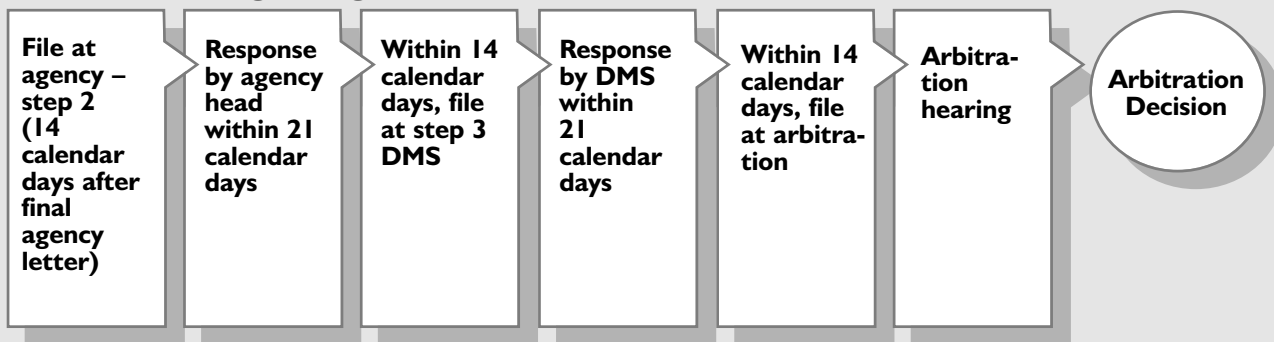 File at
agency –
step 2
(14
calendar
days after
final
agency
letter)
Response
by agency
head
within 21
calendar
days
Within 14
calendar
days, file
at step 3
DMS
Response
by DMS
within
21
calendar
days
Within 14
calendar
days, file
at arbitra-
tion
Arbitra-
tion
hearing
Arbitration
Decision